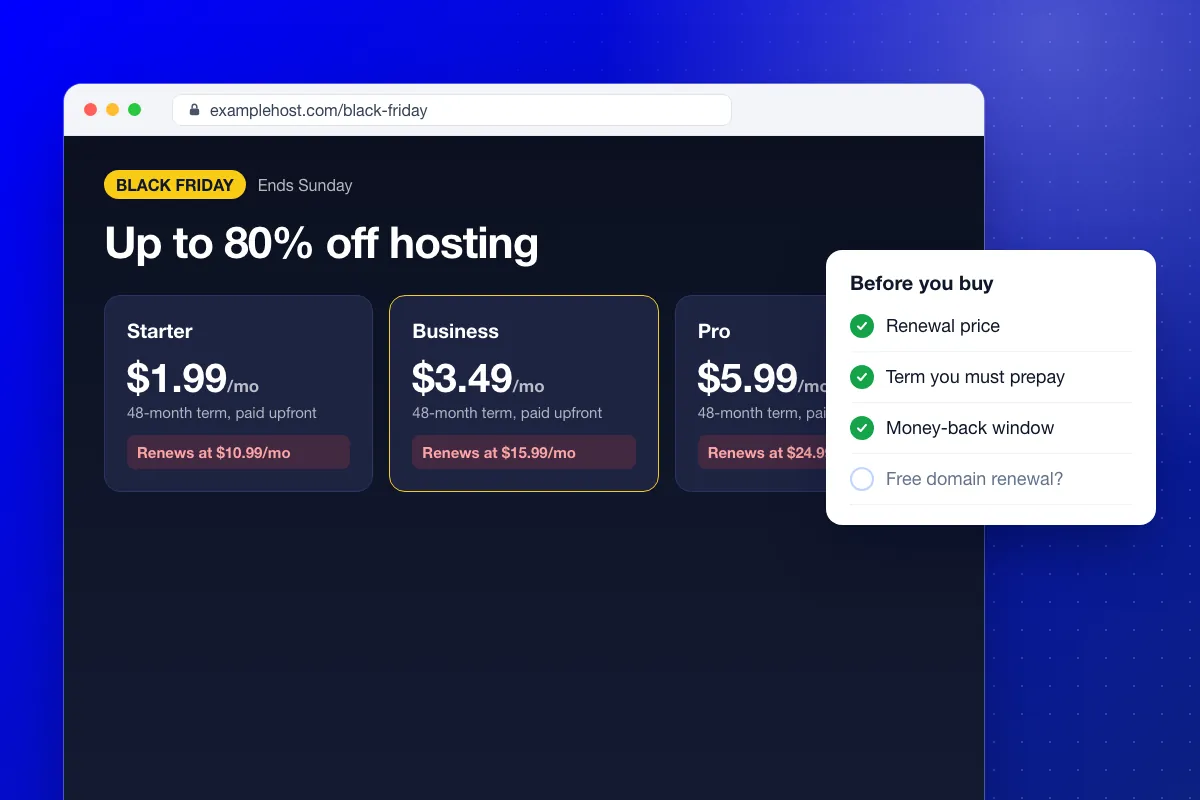 examplehost.com/black-friday
BLACK FRIDAY Ends Sunday
Up to 80% off hosting
Starter
$1.99/mo
48-month term, paid upfront
Renews at $10.99/mo
Business
$3.49/mo
48-month term, paid upfront
Renews at $15.99/mo
Pro
$5.99/mo
48-month term,
Renews at
Before you buy
Renewal price
Term you must prepay
Money-back window
Free domain renewal?